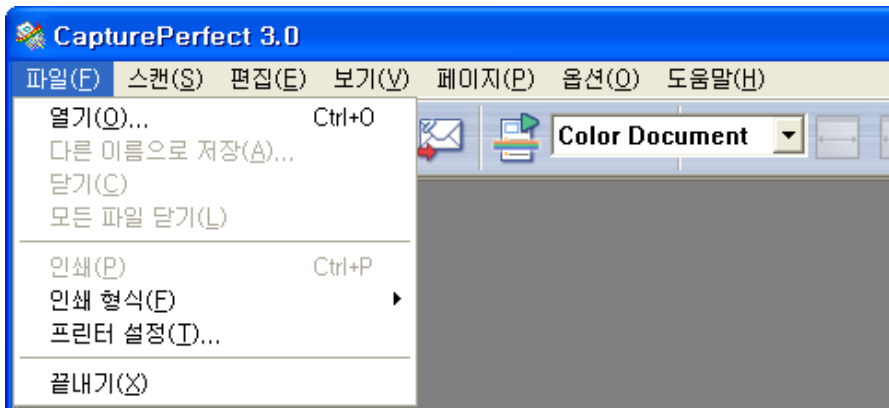 CapturePerfect 3.0
파일(F) 스캔(S) 편집(E) 보기(V) 페이지(P) 옵션(O) 도움말(H)
열기(O)... Ctrl+O
Color Document
다른 이름으로 저장(A)...
닫기(C)
모든 파일 닫기(L)
인쇄(P) Ctrl+P
인쇄 형식(F)
프린터 설정(T)...
끝내기(X)